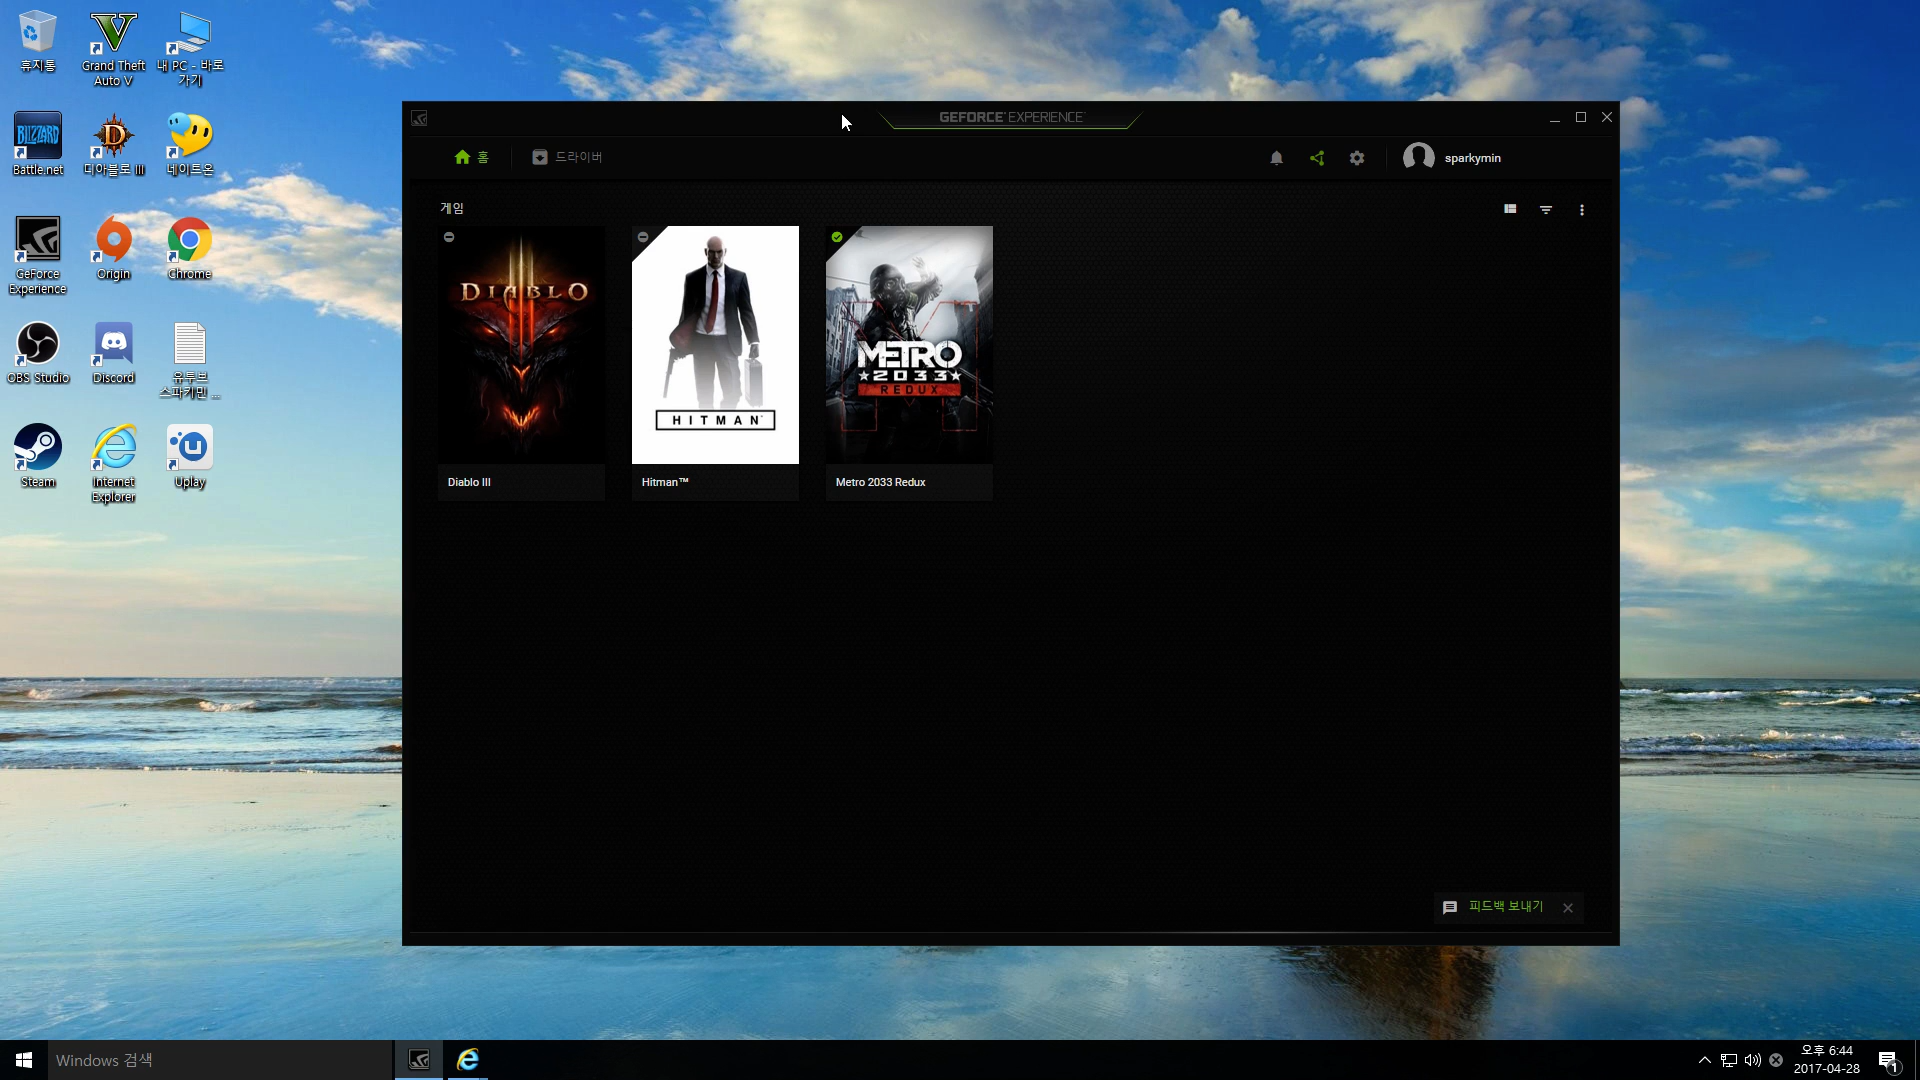 휴지통
Grand Theft
Auto V
내 PC - 바로
가기
BLIZZARD
Battle.net
디아블로 III
네이트온
GeForce
Experience
Origin
Chrome
OBS Studio
Discord
유투브
스파키민 ...
Steam
Internet
Explorer
Uplay
GEFORCE EXPERIENCE
홈
드라이버
sparkymin
게임
DIABLO
Diablo III
HITMAN
Hitman™
METRO
2033
REDUX
Metro 2033 Redux
피드백 보내기
Windows 검색
오후 6:44
2017-04-28
1